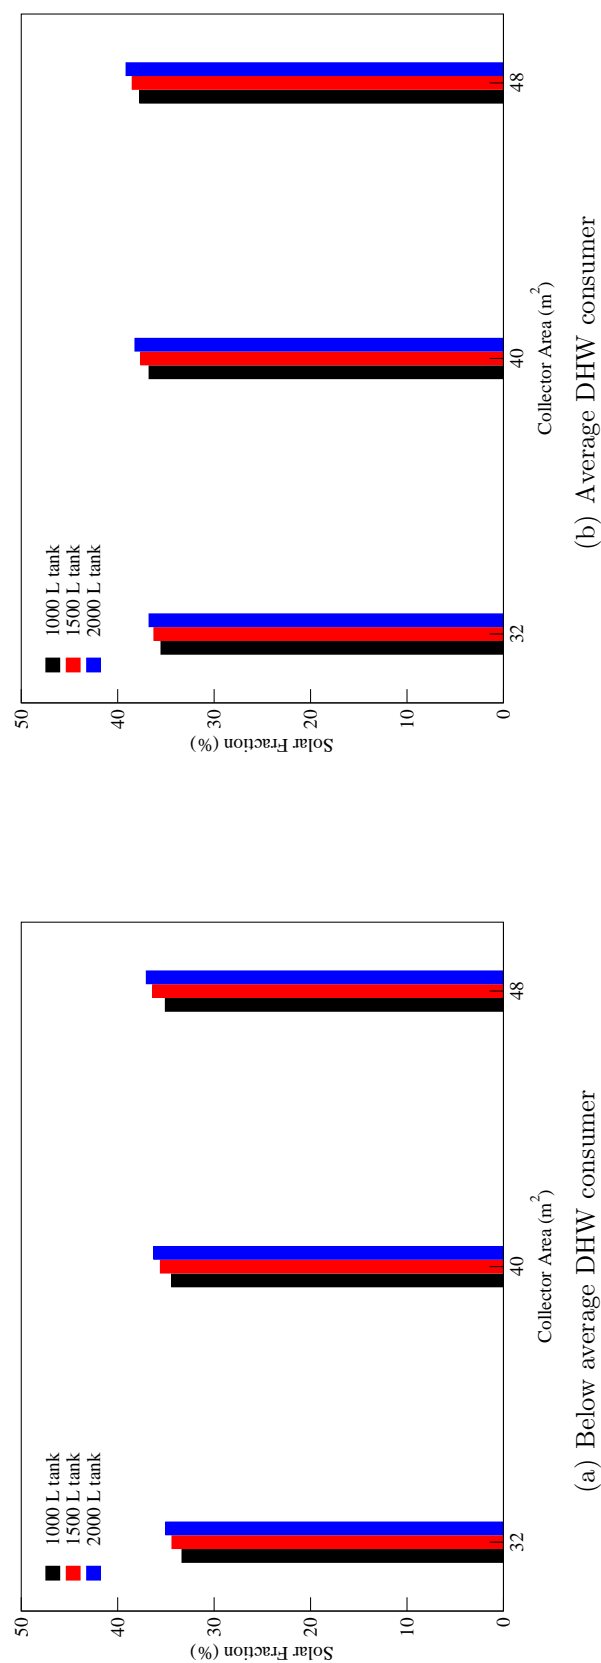 50
40
30
20
10
0
Solar Fraction (%)
1000 L tank
1500 L tank
2000 L tank
32
40
48
Collector Area (m²)
(a) Below average DHW consumer
50
40
30
20
10
0
Solar Fraction (%)
1000 L tank
1500 L tank
2000 L tank
32
40
48
Collector Area (m²)
(b) Average DHW consumer